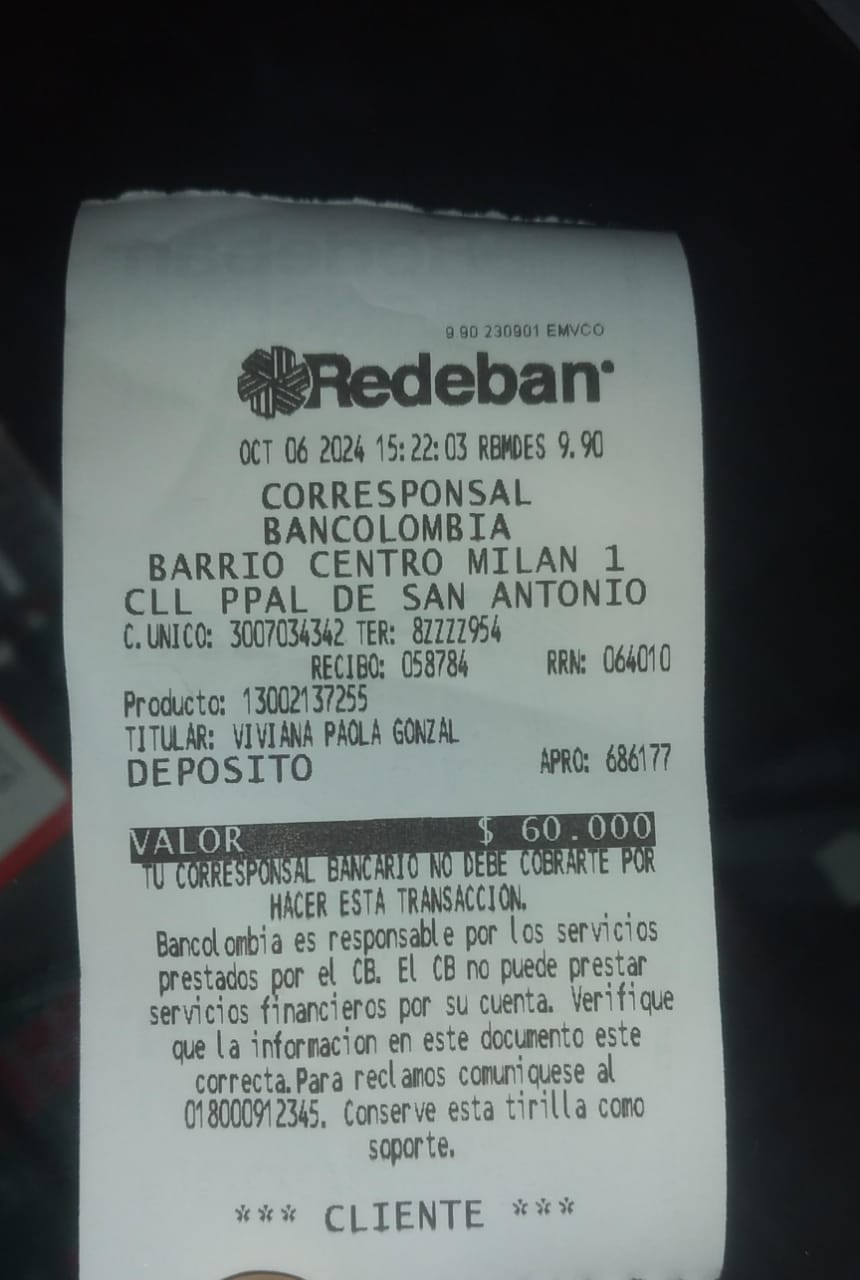 9.90 230901 EMVCO
Redeban
OCT 06 2024 15:22:03 RBMDES 9.90
CORRESPONSAL
BANCOLOMBIA
BARRIO CENTRO MILAN 1
CLL PPAL DE SAN ANTONIO
C.UNICO: 3007034342 TER: 8ZZZZ954
RECIBO: 058784 RRN: 064010
Producto: 13002137255
TITULAR: VIVIANA PAOLA GONZAL
DEPOSITO APRO: 686177
VALOR $ 60.000
TU CORRESPONSAL BANCARIO NO DEBE COBRARTE POR
HACER ESTA TRANSACCION.
Bancolombia es responsable por los servicios
prestados por el CB. El CB no puede prestar
servicios financieros por su cuenta. Verifique
que la informacion en este documento este
correcta.Para reclamos comuniquese al
018000912345. Conserve esta tirilla como
soporte.
*** CLIENTE ***